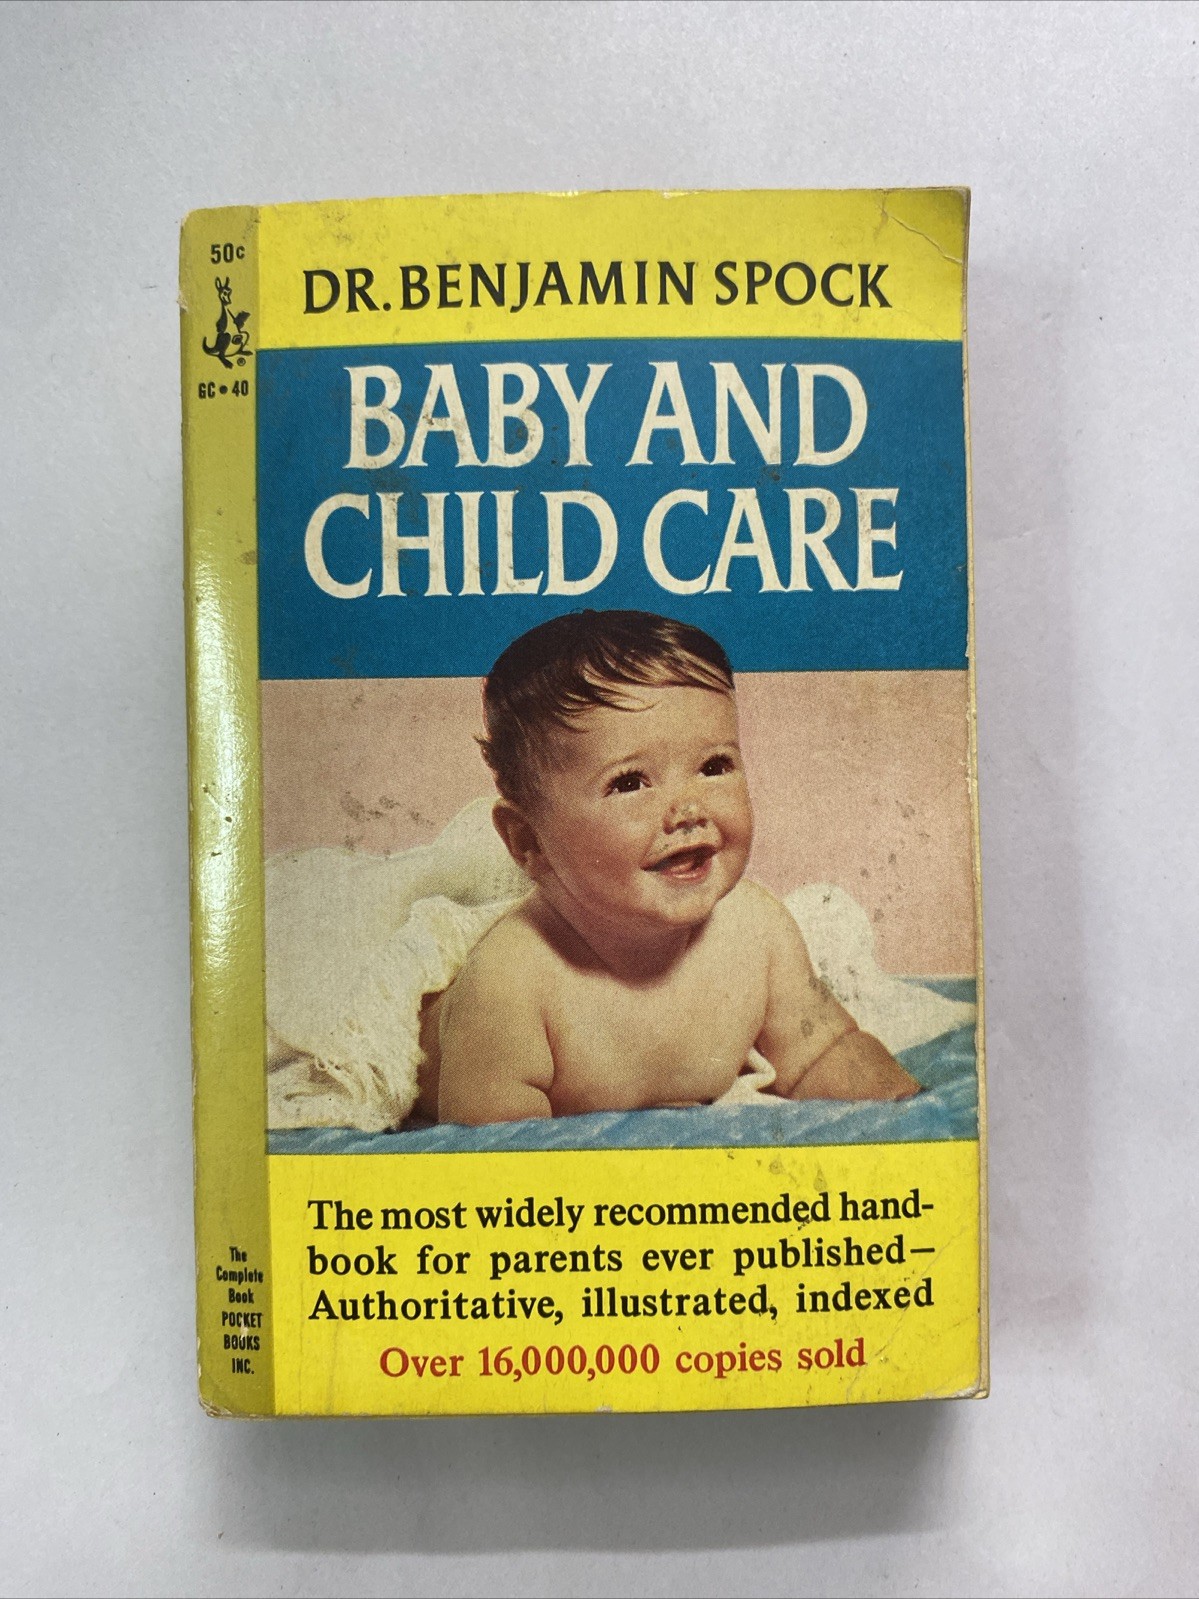 50c
GC • 40
DR. BENJAMIN SPOCK
BABY AND
CHILD CARE
The most widely recommended hand-
book for parents ever published—
Authoritative, illustrated, indexed
Over 16,000,000 copies sold
The
Complete
Book
POCKET
BOOKS
INC.